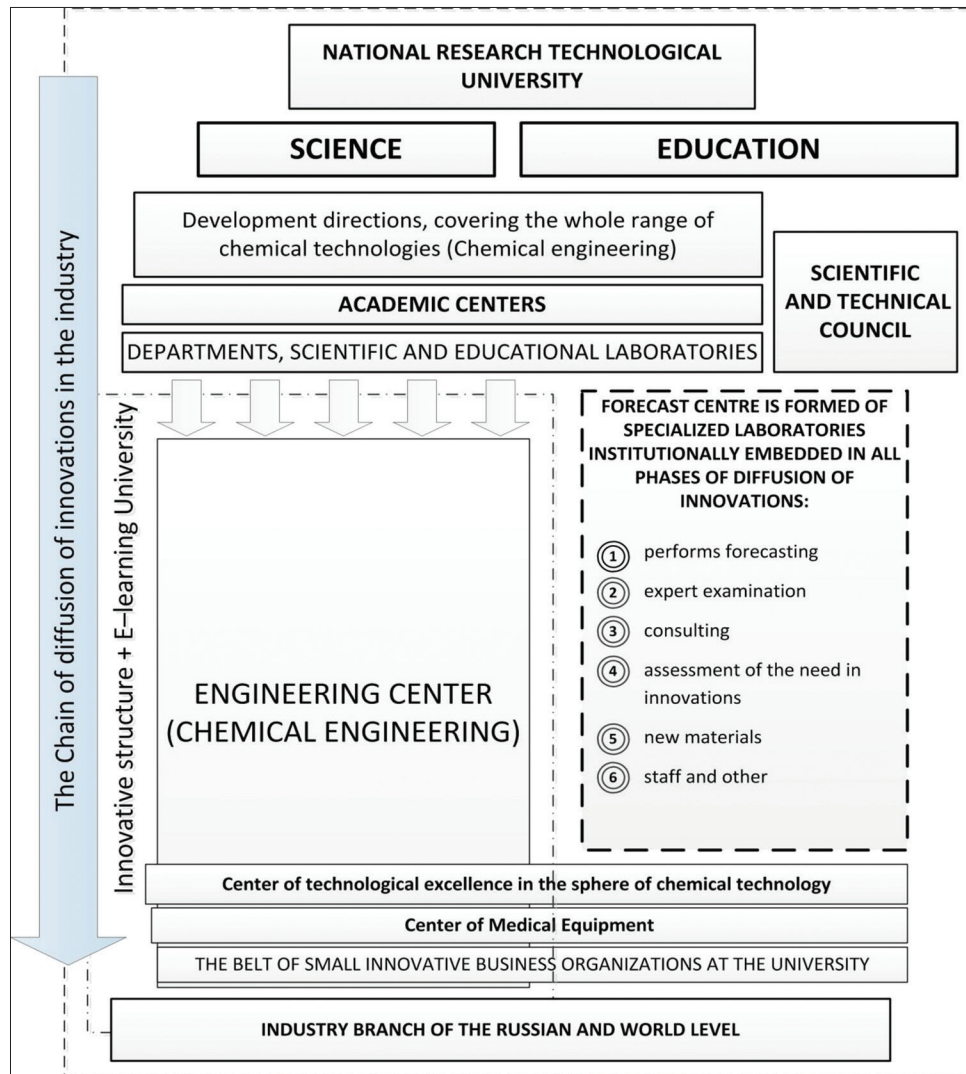 NATIONAL RESEARCH TECHNOLOGICAL
UNIVERSITY
SCIENCE
EDUCATION
Development directions, covering the whole range of
chemical technologies (Chemical engineering)
SCIENTIFIC
AND TECHNICAL
COUNCIL
ACADEMIC CENTERS
DEPARTMENTS, SCIENTIFIC AND EDUCATIONAL LABORATORIES
The Chain of diffusion of innovations in the industry
Innovative structure + E–learning University
ENGINEERING CENTER
(CHEMICAL ENGINEERING)
FORECAST CENTRE IS FORMED OF
SPECIALIZED LABORATORIES
INSTITUTIONALLY EMBEDDED IN ALL
PHASES OF DIFFUSION OF
INNOVATIONS:
1 performs forecasting
2 expert examination
3 consulting
4 assessment of the need in
innovations
5 new materials
6 staff and other
Center of technological excellence in the sphere of chemical technology
Center of Medical Equipment
THE BELT OF SMALL INNOVATIVE BUSINESS ORGANIZATIONS AT THE UNIVERSITY
INDUSTRY BRANCH OF THE RUSSIAN AND WORLD LEVEL